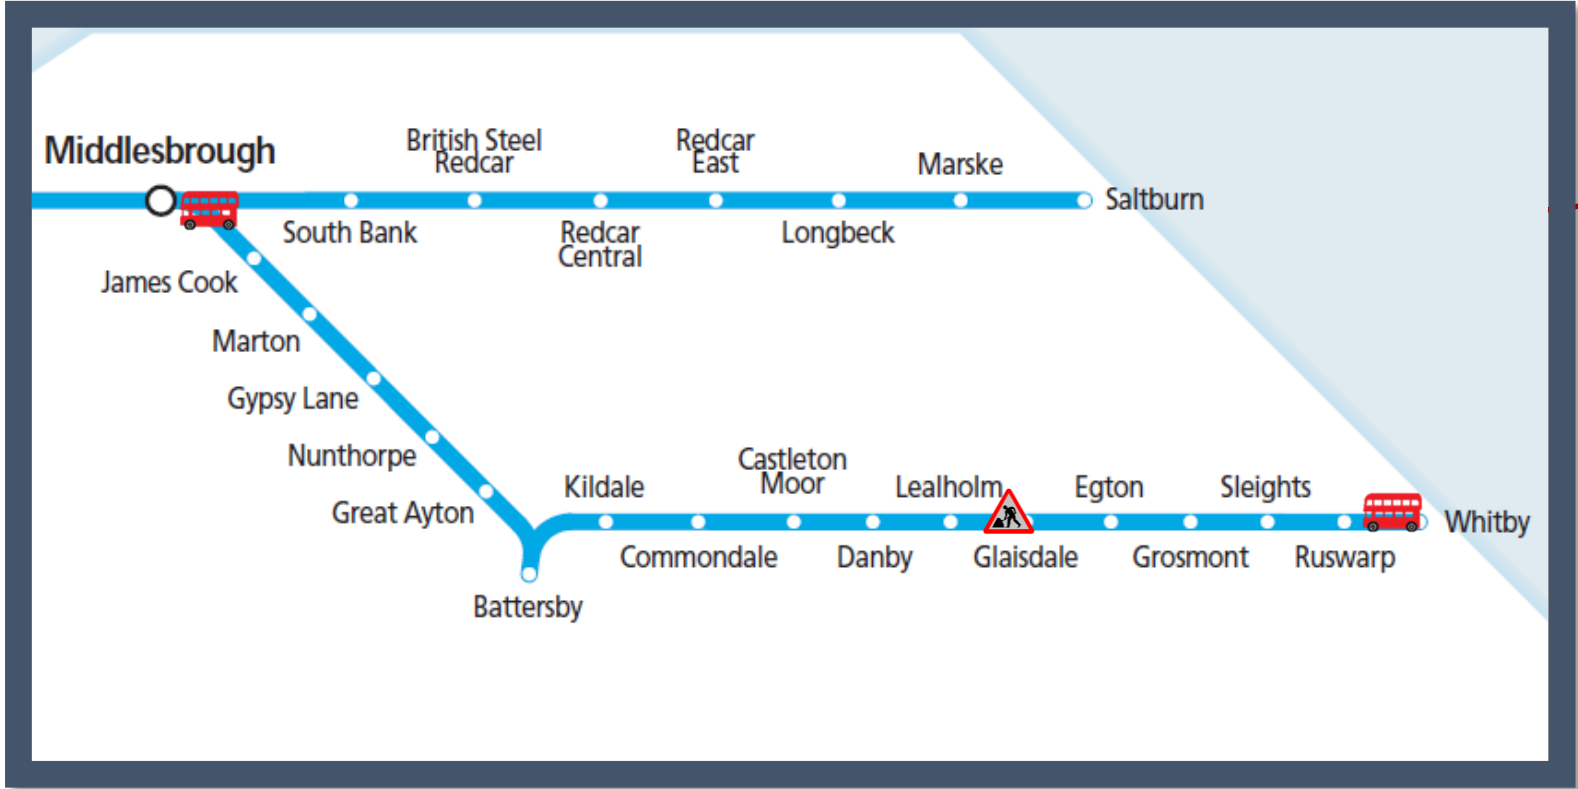 Middlesbrough
British Steel
Redcar
Redcar
East
Marske
Saltburn
South Bank
Redcar
Central
Longbeck
James Cook
Marton
Gypsy Lane
Nunthorpe
Great Ayton
Battersby
Kildale
Commondale
Castleton
Moor
Danby
Lealholm
Glaisdale
Egton
Grosmont
Sleights
Ruswarp
Whitby